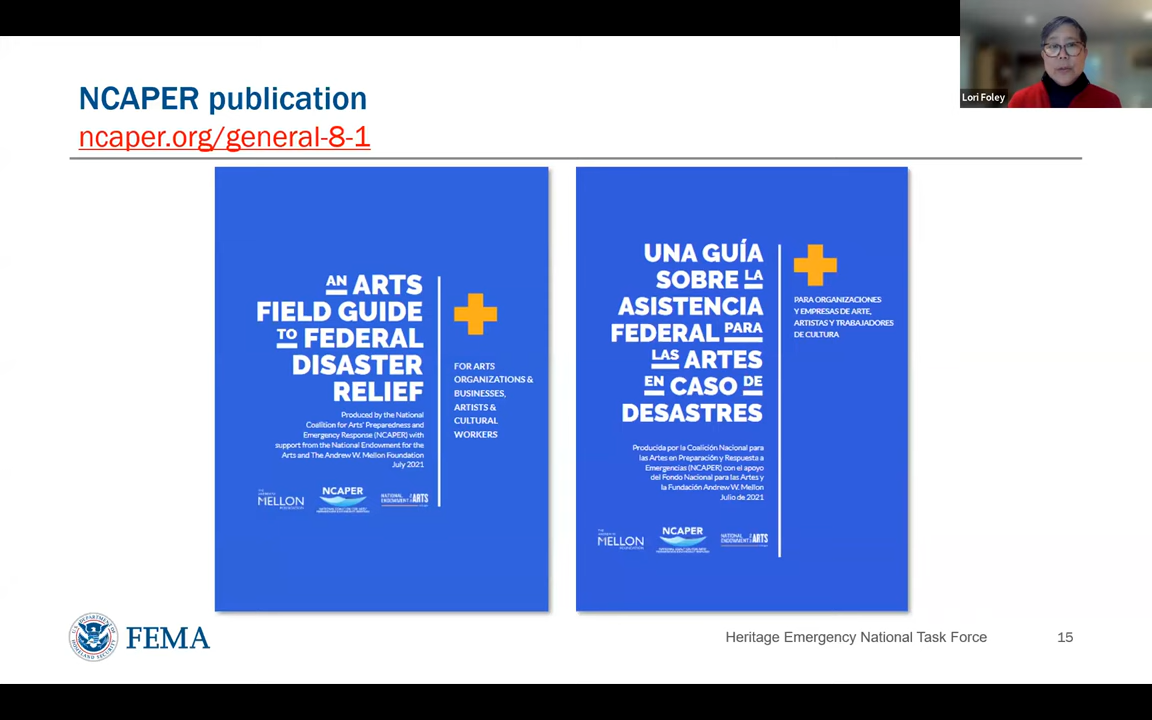 Lori Foley
NCAPER publication
ncaper.org/general-8-1
AN ARTS
FIELD GUIDE
TO FEDERAL
DISASTER
RELIEF
Produced by the National
Coalition for Arts' Preparedness and
Emergency Response (NCAPER) with
support from the National Endowment for the
Arts and The Andrew W. Mellon Foundation
July 2021
FOR ARTS
ORGANIZATIONS &
BUSINESSES,
ARTISTS &
CULTURAL
WORKERS
MELLON
NCAPER
NATIONAL ENDOWMENT ARTS
UNA GUÍA
SOBRE LA
ASISTENCIA
FEDERAL PARA
LAS ARTES
EN CASO DE
DESASTRES
Producida por la Coalición Nacional para
las Artes en Preparación y Respuesta a
Emergencias (NCAPER) con el apoyo
del Fondo Nacional para las Artes y
la Fundación Andrew W. Mellon
Julio de 2021
PARA ORGANIZACIONES
Y EMPRESAS DE ARTE,
ARTISTAS Y TRABAJADORES
DE CULTURA
MELLON
NCAPER
NATIONAL ENDOWMENT ARTS
FEMA
Heritage Emergency National Task Force
15